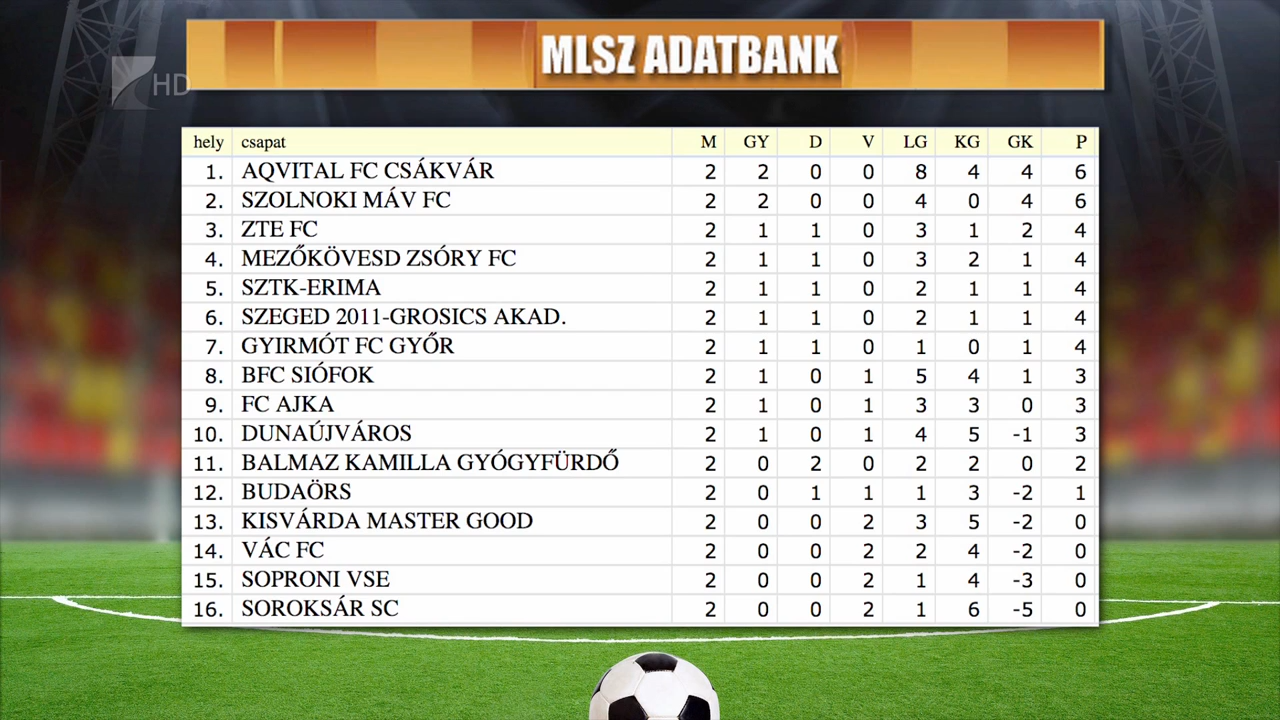 MLSZ ADATBANK
HD
hely csapat M GY D V LG KG GK P
1. AQVITAL FC CSÁKVÁR 2 2 0 0 8 4 4 6
2. SZOLNOKI MÁV FC 2 2 0 0 4 0 4 6
3. ZTE FC 2 1 1 0 3 1 2 4
4. MEZŐKÖVESD ZSÓRY FC 2 1 1 0 3 2 1 4
5. SZTK-ERIMA 2 1 1 0 2 1 1 4
6. SZEGED 2011-GROSICS AKAD. 2 1 1 0 2 1 1 4
7. GYIRMÓT FC GYŐR 2 1 1 0 1 0 1 4
8. BFC SIÓFOK 2 1 0 1 5 4 1 3
9. FC AJKA 2 1 0 1 3 3 0 3
10. DUNAÚJVÁROS 2 1 0 1 4 5 -1 3
11. BALMAZ KAMILLA GYÓGYFÜRDŐ 2 0 2 0 2 2 0 2
12. BUDAÖRS 2 0 1 1 1 3 -2 1
13. KISVÁRDA MASTER GOOD 2 0 0 2 3 5 -2 0
14. VÁC FC 2 0 0 2 2 4 -2 0
15. SOPRONI VSE 2 0 0 2 1 4 -3 0
16. SOROKSÁR SC 2 0 0 2 1 6 -5 0